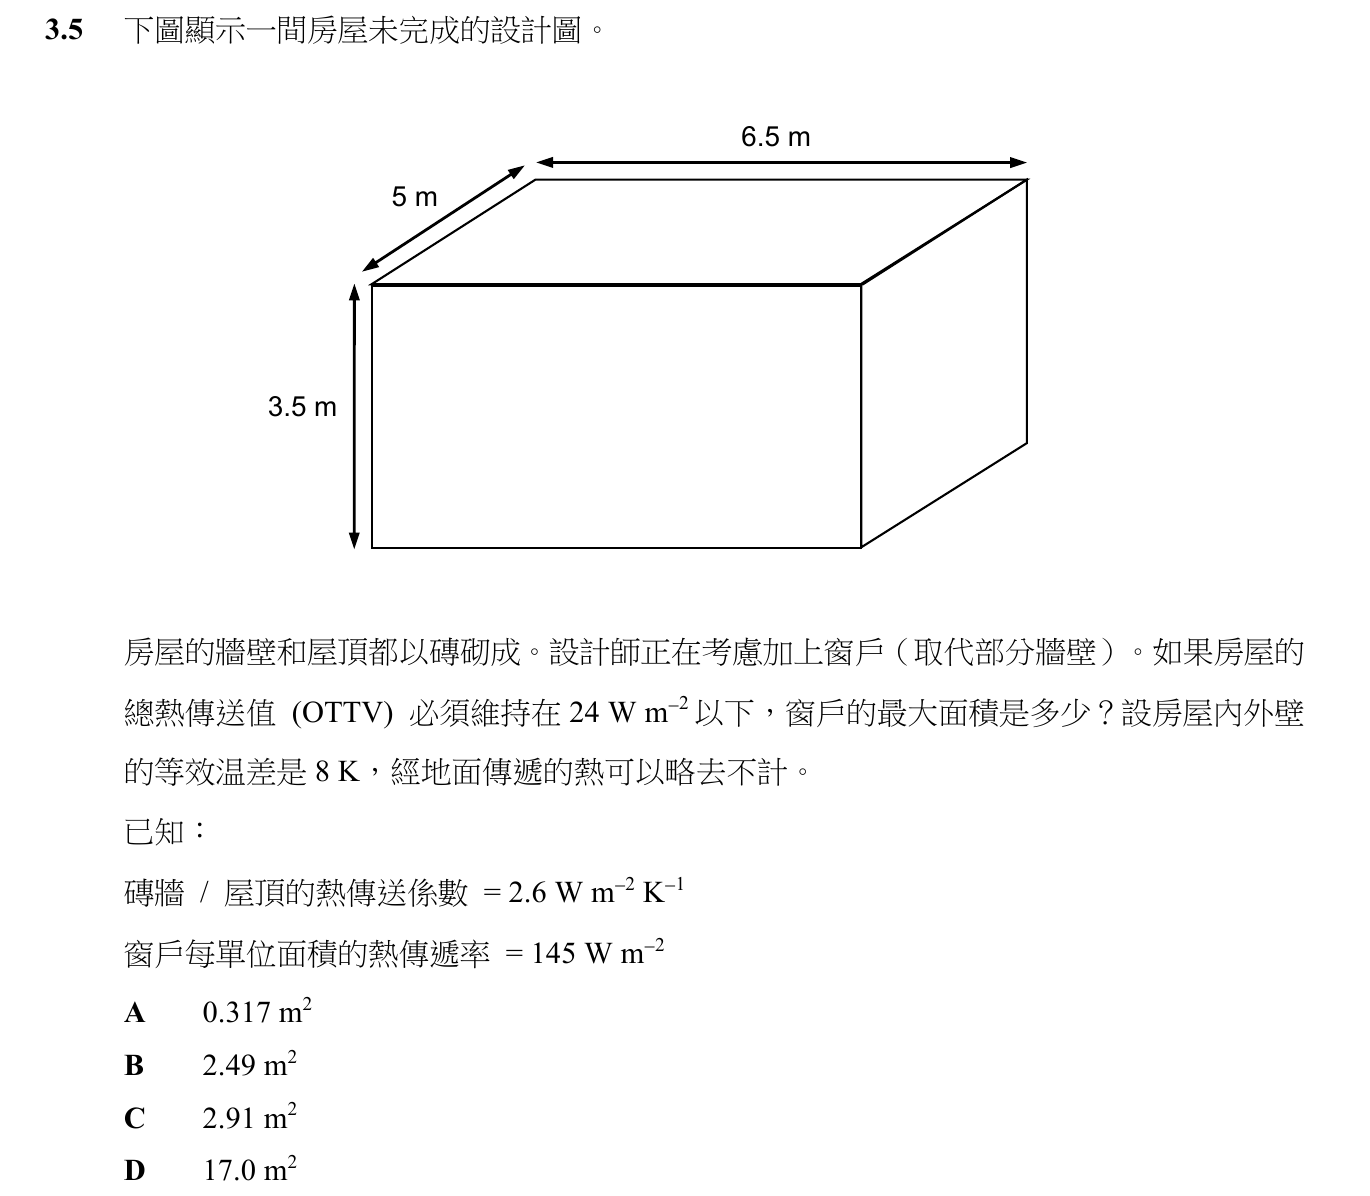 3.5 下圖顯示一間房屋未完成的設計圖。
6.5 m
5 m
3.5 m
房屋的牆壁和屋頂都以磚砌成。設計師正在考慮加上窗戶（取代部分牆壁）。如果房屋的
總熱傳送值 (OTTV) 必須維持在 24 W m⁻² 以下，窗戶的最大面積是多少？設房屋內外壁
的等效温差是 8 K，經地面傳遞的熱可以略去不計。
已知：
磚牆 / 屋頂的熱傳送係數 = 2.6 W m⁻² K⁻¹
窗戶每單位面積的熱傳遞率 = 145 W m⁻²
A 0.317 m²
B 2.49 m²
C 2.91 m²
D 17.0 m²